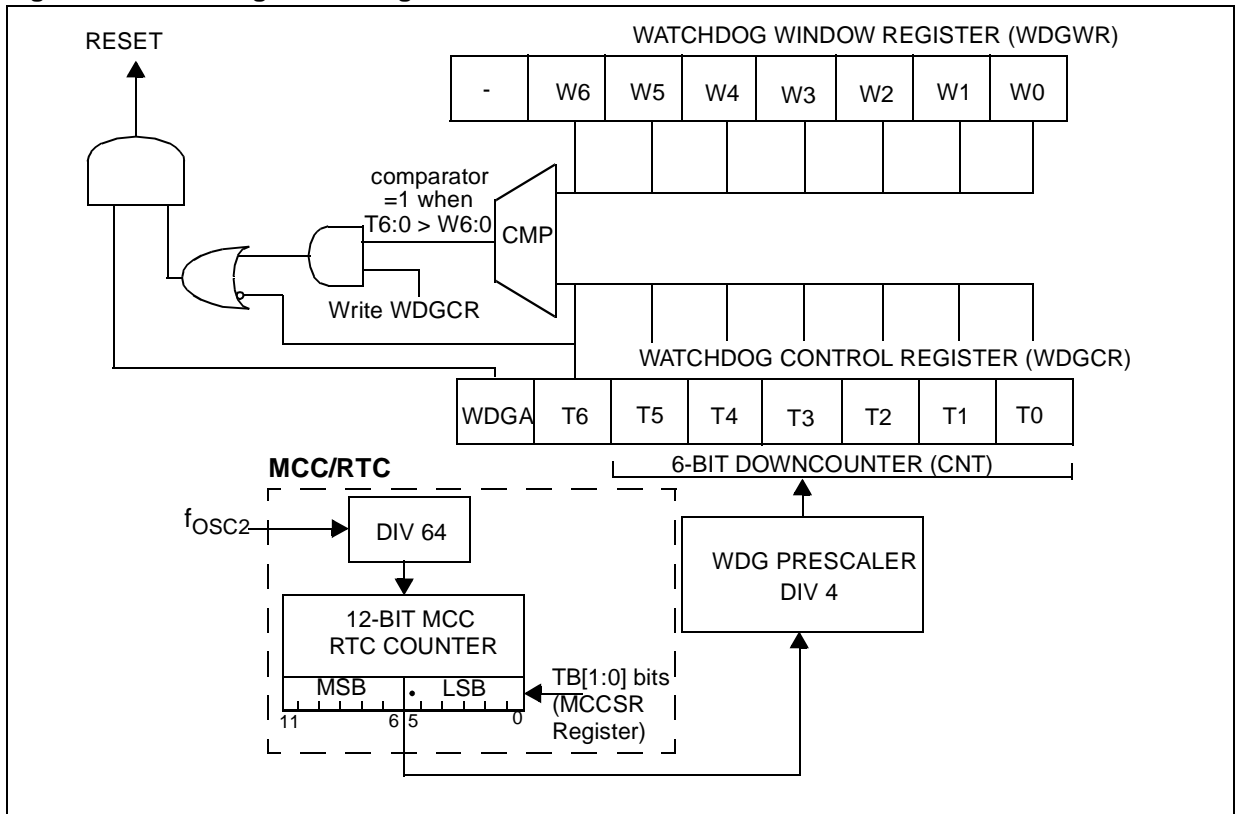 RESET
WATCHDOG WINDOW REGISTER (WDGWR)
- W6 W5 W4 W3 W2 W1 W0
comparator
=1 when
T6:0 > W6:0
CMP
Write WDGCR
WATCHDOG CONTROL REGISTER (WDGCR)
WDGA T6 T5 T4 T3 T2 T1 T0
6-BIT DOWNCOUNTER (CNT)
MCC/RTC
fOSC2
DIV 64
WDG PRESCALER
DIV 4
12-BIT MCC
RTC COUNTER
MSB LSB
11 6 5 0
TB[1:0] bits
(MCCSR
Register)